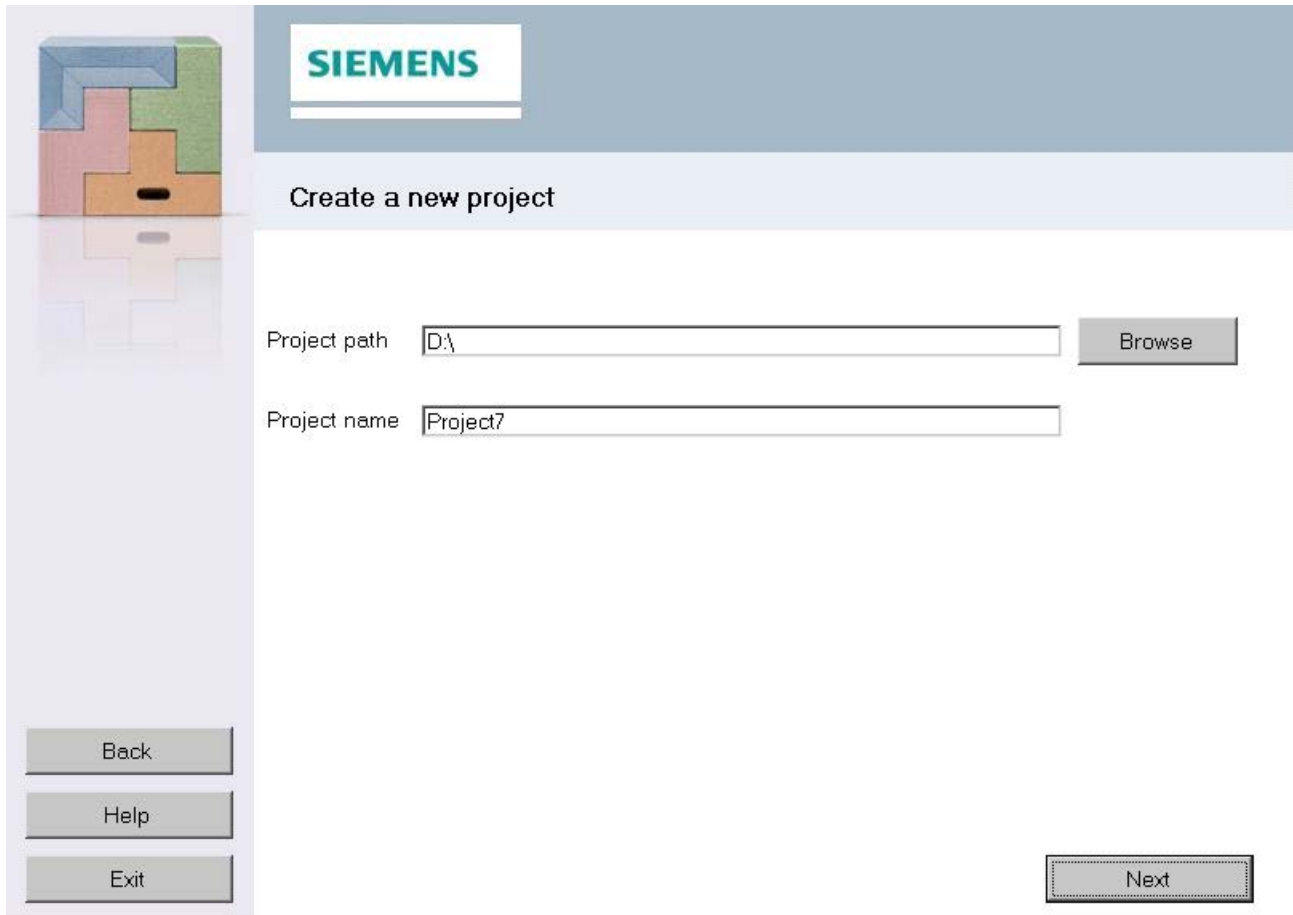 SIEMENS
Create a new project
Project path D:\ Browse
Project name Project7
Back
Help
Exit
Next